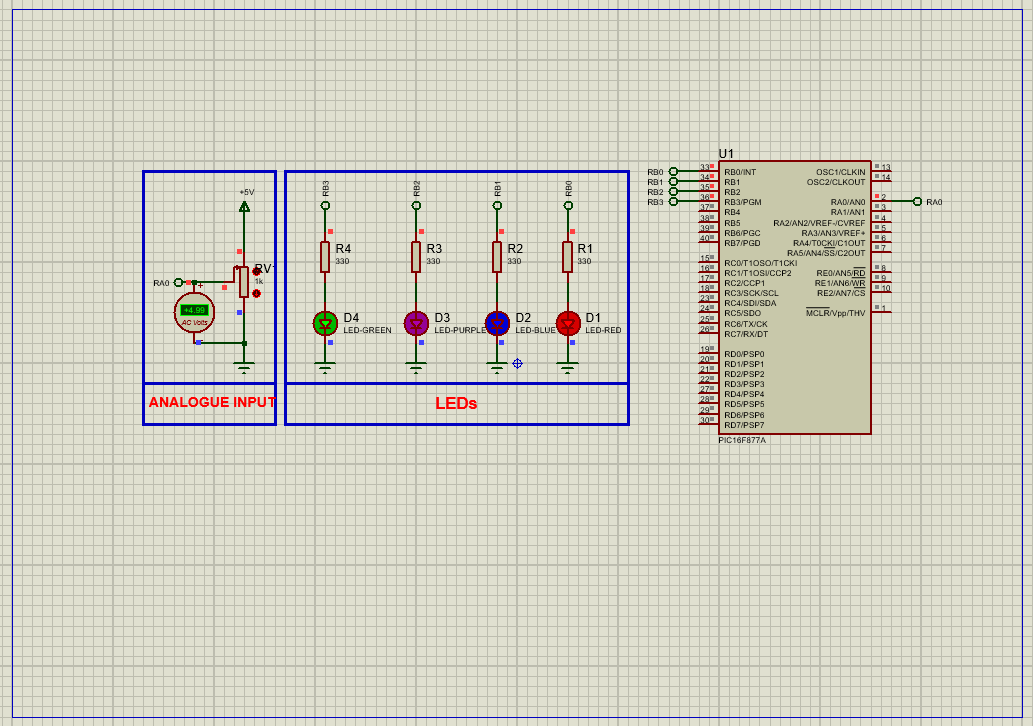 +5V
RV
1k
RA0
+4.99
AC Volts
ANALOGUE INPUT
RB3
RB2
RB1
RB0
R4
330
R3
330
R2
330
R1
330
D4
LED-GREEN
D3
LED-PURPLE
D2
LED-BLUE
D1
LED-RED
LEDs
U1
RB0
RB1
RB2
RB3
33 RB0/INT
34 RB1
35 RB2
36 RB3/PGM
37 RB4
38 RB5
39 RB6/PGC
40 RB7/PGD
15 RC0/T1OSO/T1CKI
16 RC1/T1OSI/CCP2
17 RC2/CCP1
18 RC3/SCK/SCL
23 RC4/SDI/SDA
24 RC5/SDO
25 RC6/TX/CK
26 RC7/RX/DT
19 RD0/PSP0
20 RD1/PSP1
21 RD2/PSP2
22 RD3/PSP3
27 RD4/PSP4
28 RD5/PSP5
29 RD6/PSP6
30 RD7/PSP7
OSC1/CLKIN 13
OSC2/CLKOUT 14
RA0/AN0 2
RA1/AN1 3
RA2/AN2/VREF-/CVREF 4
RA3/AN3/VREF+ 5
RA4/T0CKI/C1OUT 6
RA5/AN4/SS/C2OUT 7
RE0/AN5/RD 8
RE1/AN6/WR 9
RE2/AN7/CS 10
MCLR/Vpp/THV 1
RA0
PIC16F877A